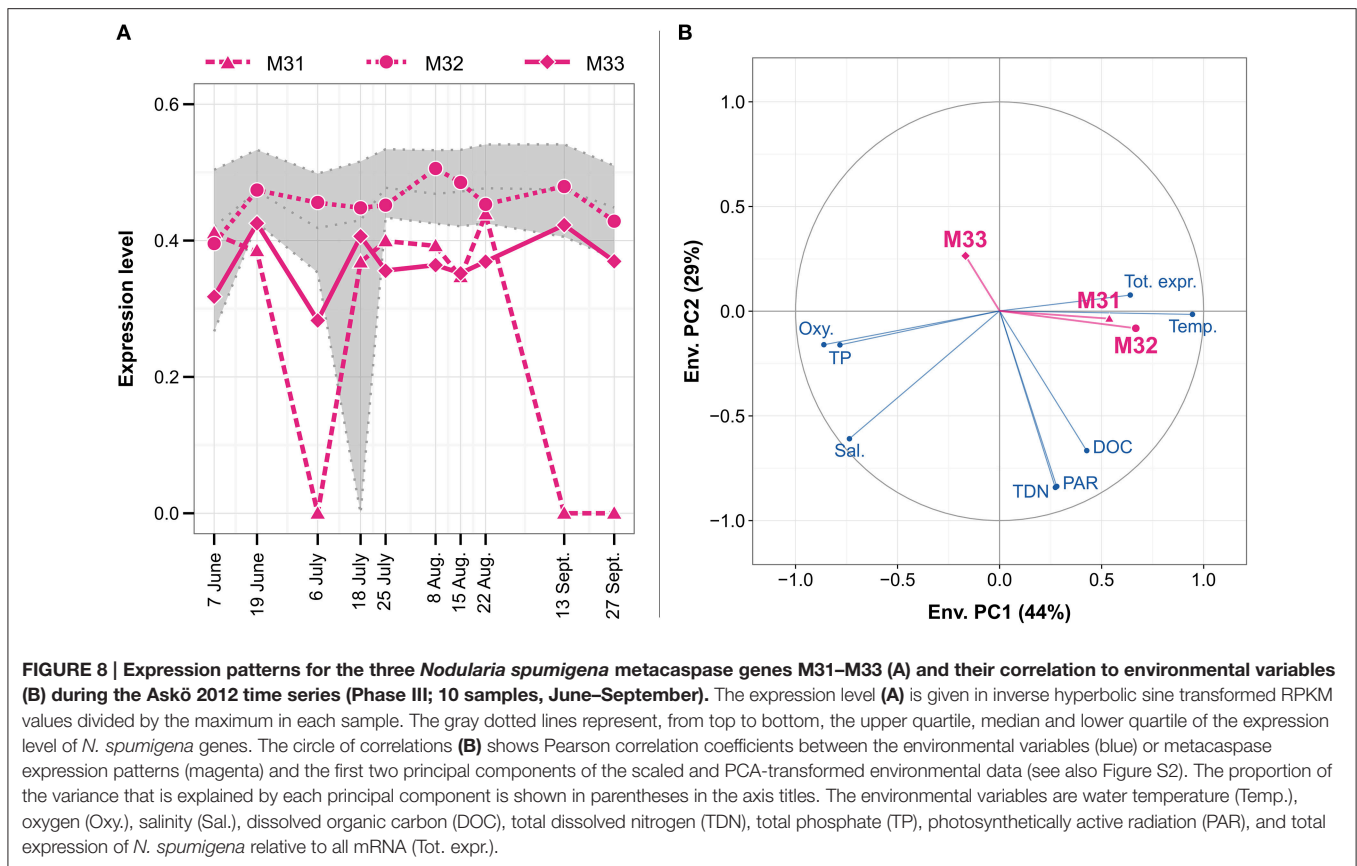 A
M31 M32 M33
0.6
0.4
0.2
0.0
Expression level
7 June
19 June
6 July
18 July
25 July
8 Aug.
15 Aug.
22 Aug.
13 Sept.
27 Sept.
B
1.0
0.5
0.0
−0.5
−1.0
Env. PC2 (29%)
M33
Tot. expr.
M31
Temp.
M32
Oxy.
TP
Sal.
DOC
TDN
PAR
−1.0 −0.5 0.0 0.5 1.0
Env. PC1 (44%)
FIGURE 8 | Expression patterns for the three Nodularia spumigena metacaspase genes M31–M33 (A) and their correlation to environmental variables
(B) during the Askö 2012 time series (Phase III; 10 samples, June–September). The expression level (A) is given in inverse hyperbolic sine transformed RPKM
values divided by the maximum in each sample. The gray dotted lines represent, from top to bottom, the upper quartile, median and lower quartile of the expression
level of N. spumigena genes. The circle of correlations (B) shows Pearson correlation coefficients between the environmental variables (blue) or metacaspase
expression patterns (magenta) and the first two principal components of the scaled and PCA-transformed environmental data (see also Figure S2). The proportion of
the variance that is explained by each principal component is shown in parentheses in the axis titles. The environmental variables are water temperature (Temp.),
oxygen (Oxy.), salinity (Sal.), dissolved organic carbon (DOC), total dissolved nitrogen (TDN), total phosphate (TP), photosynthetically active radiation (PAR), and total
expression of N. spumigena relative to all mRNA (Tot. expr.).